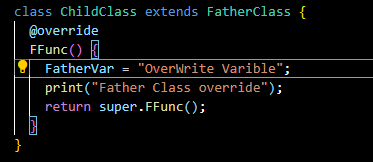 class ChildClass extends FatherClass {
  @override
  FFunc() {
    FatherVar = "OverWrite Varible";
    print("Father Class override");
    return super.FFunc();
  }
}